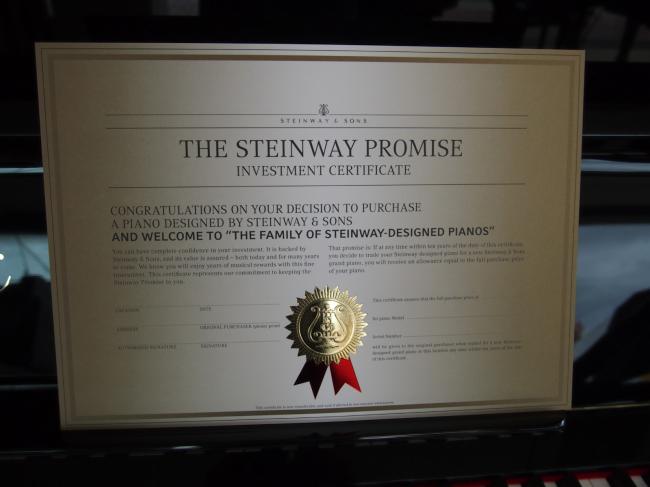 STEINWAY & SONS
THE STEINWAY PROMISE
INVESTMENT CERTIFICATE
CONGRATULATIONS ON YOUR DECISION TO PURCHASE
A PIANO DESIGNED BY STEINWAY & SONS
AND WELCOME TO “THE FAMILY OF STEINWAY-DESIGNED PIANOS”
You can have complete confidence in your investment. It is backed by
Steinway & Sons, and its value is assured – both today and for many years
to come. We know you will enjoy years of musical rewards with this fine
instrument. This certificate represents our commitment to keeping the
Steinway Promise to you.
That promise is: If at any time within ten years of the date of this certificate,
you decide to trade your Steinway-designed piano for a new Steinway & Sons
grand piano, you will receive an allowance equal to the full purchase price
of your piano.
LOCATION
DATE
ADDRESS
ORIGINAL PURCHASER (please print)
AUTHORIZED SIGNATURE
SIGNATURE
This certificate ensures that the full purchase price of
for piano Model
Serial Number
will be given to the original purchaser when traded for a new Steinway-
designed grand piano at this location any time within ten years of the date
of this certificate.